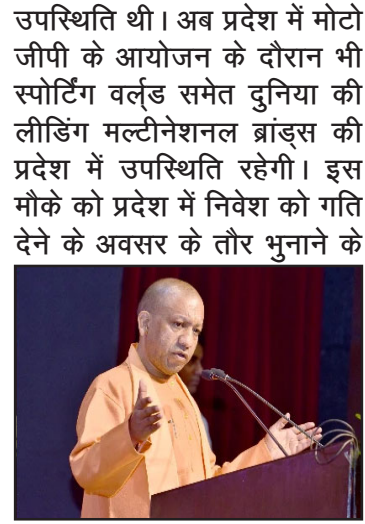 उपस्थिति थी। अब प्रदेश में मोटो
जीपी के आयोजन के दौरान भी
स्पोर्टिंग वर्ल्ड समेत दुनिया की
लीडिंग मल्टीनेशनल ब्रांड्स की
प्रदेश में उपस्थिति रहेगी। इस
मौके को प्रदेश में निवेश को गति
देने के अवसर के तौर भुनाने के